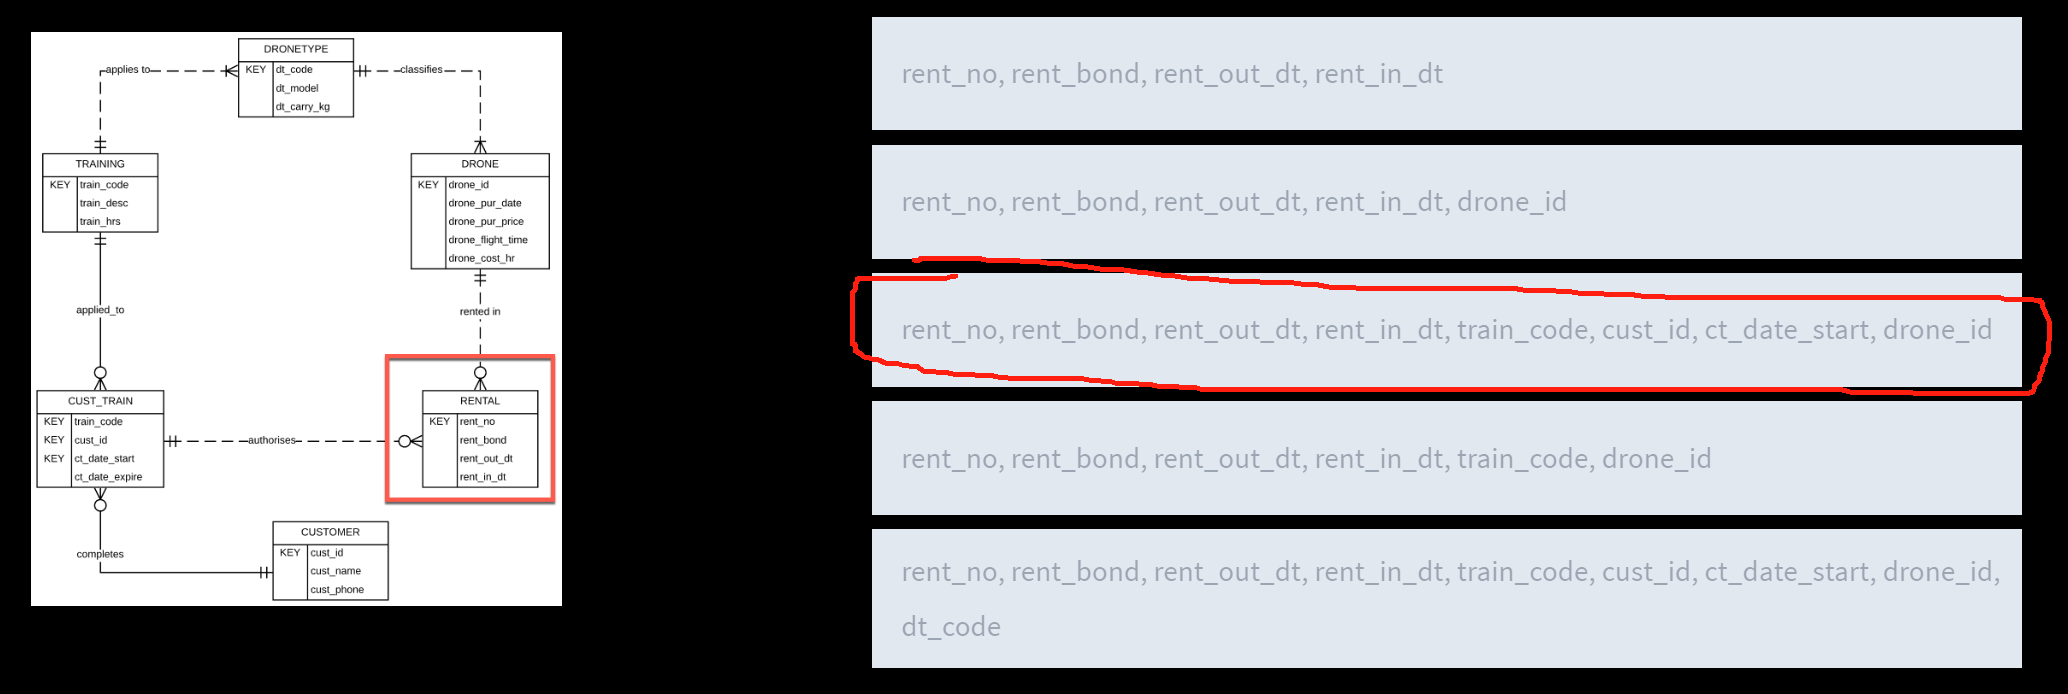 DRONETYPE
KEY dt_code
dt_model
dt_carry_kg
applies to
classifies
TRAINING
KEY train_code
train_desc
train_hrs
DRONE
KEY drone_id
drone_pur_date
drone_pur_price
drone_flight_time
drone_cost_hr
applied_to
rented in
CUST_TRAIN
KEY train_code
KEY cust_id
KEY ct_date_start
ct_date_expire
authorises
RENTAL
KEY rent_no
rent_bond
rent_out_dt
rent_in_dt
completes
CUSTOMER
KEY cust_id
cust_name
cust_phone
rent_no, rent_bond, rent_out_dt, rent_in_dt
rent_no, rent_bond, rent_out_dt, rent_in_dt, drone_id
rent_no, rent_bond, rent_out_dt, rent_in_dt, train_code, cust_id, ct_date_start, drone_id
rent_no, rent_bond, rent_out_dt, rent_in_dt, train_code, drone_id
rent_no, rent_bond, rent_out_dt, rent_in_dt, train_code, cust_id, ct_date_start, drone_id,
dt_code